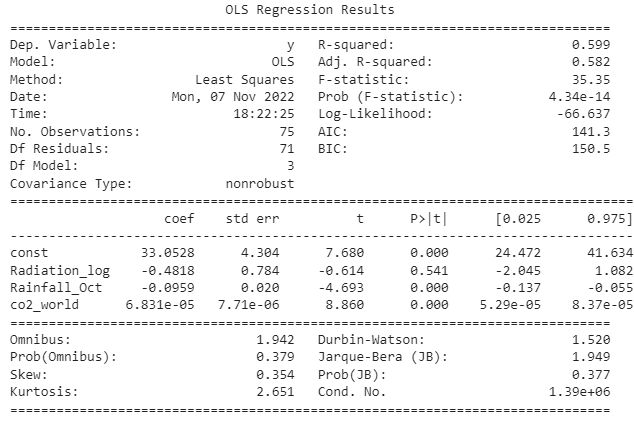 OLS Regression Results
==============================================================================
Dep. Variable: y R-squared: 0.599
Model: OLS Adj. R-squared: 0.582
Method: Least Squares F-statistic: 35.35
Date: Mon, 07 Nov 2022 Prob (F-statistic): 4.34e-14
Time: 18:22:25 Log-Likelihood: -66.637
No. Observations: 75 AIC: 141.3
Df Residuals: 71 BIC: 150.5
Df Model: 3
Covariance Type: nonrobust
=================================================================================
coef std err t P>|t| [0.025 0.975]
---------------------------------------------------------------------------------
const 33.0528 4.304 7.680 0.000 24.472 41.634
Radiation_log -0.4818 0.784 -0.614 0.541 -2.045 1.082
Rainfall_Oct -0.0959 0.020 -4.693 0.000 -0.137 -0.055
co2_world 6.831e-05 7.71e-06 8.860 0.000 5.29e-05 8.37e-05
==============================================================================
Omnibus: 1.942 Durbin-Watson: 1.520
Prob(Omnibus): 0.379 Jarque-Bera (JB): 1.949
Skew: 0.354 Prob(JB): 0.377
Kurtosis: 2.651 Cond. No. 1.39e+06
==============================================================================